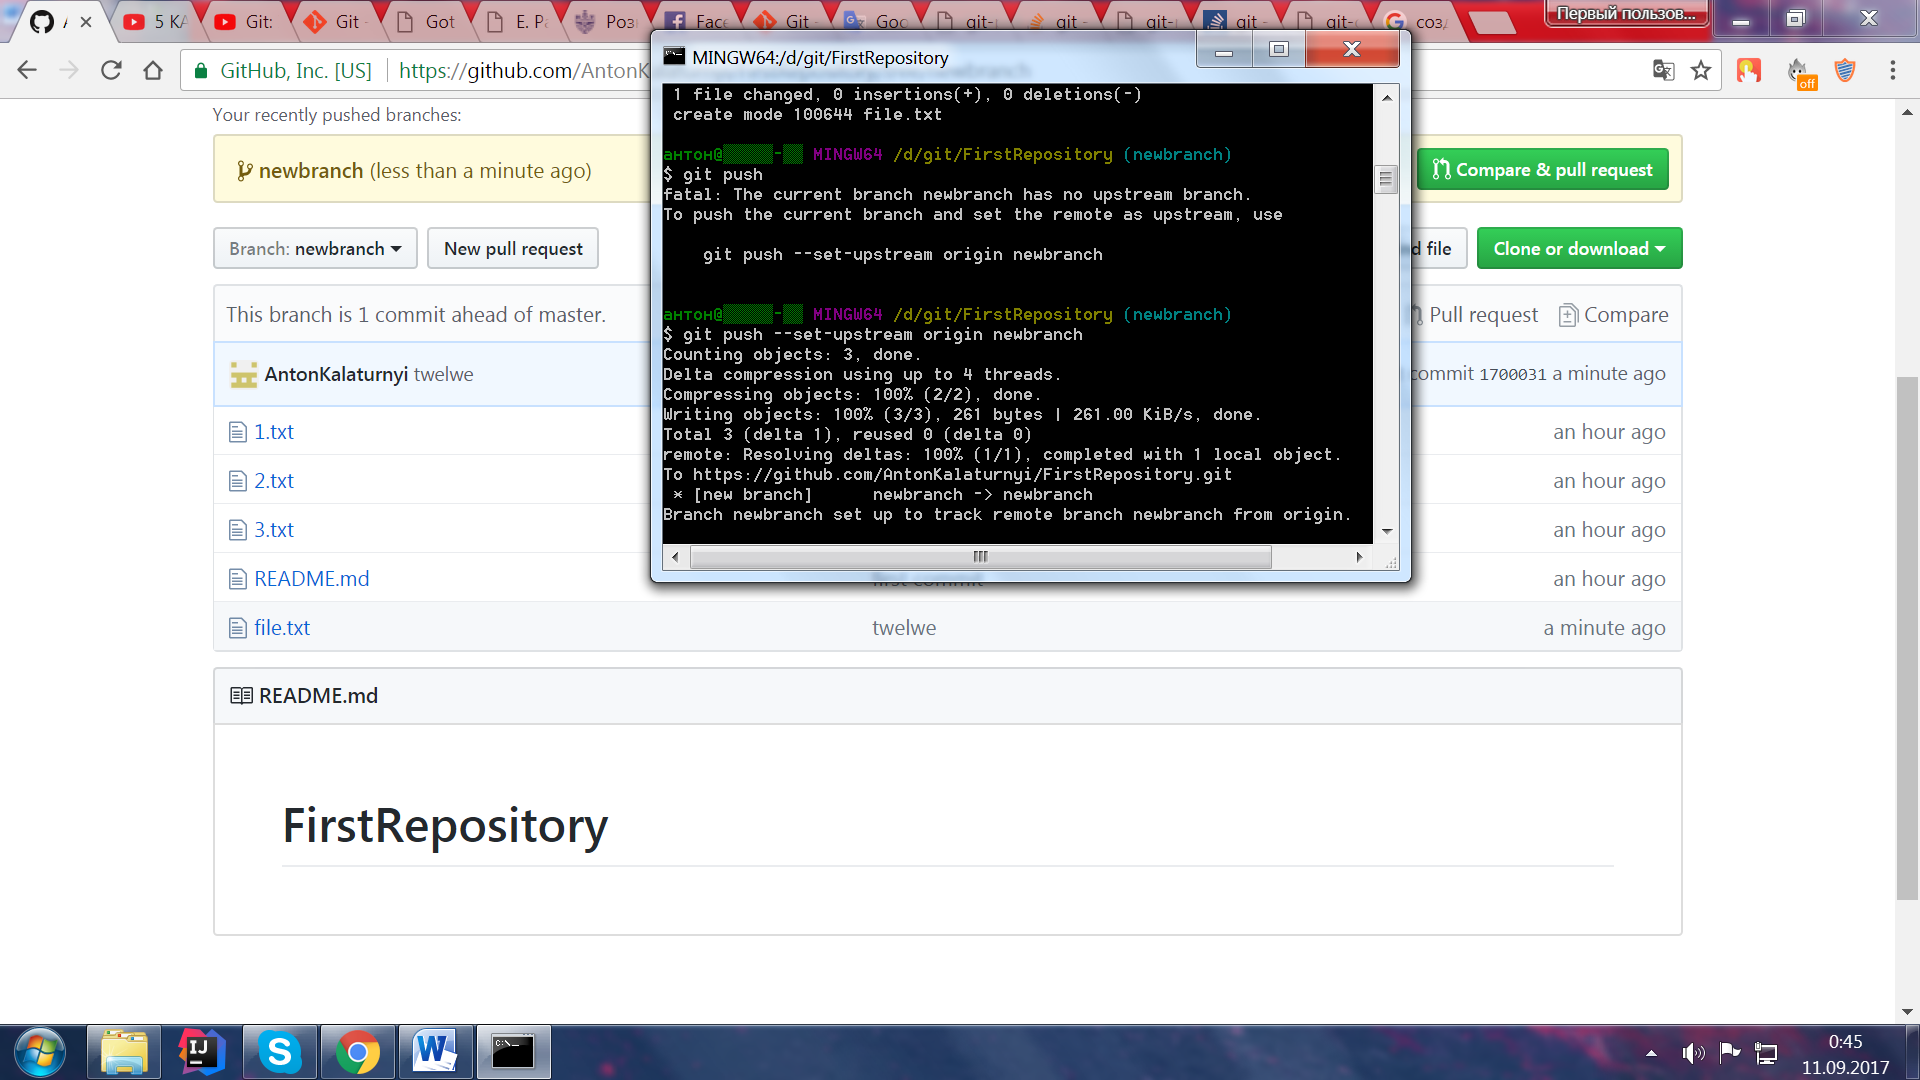 5 KA
Git:
Git -
Got
E. Pa
Роз
Face
Git -
Goo
git-
git -
git-
git -
git-
соз
Первый пользов...
GitHub, Inc. [US]
https://github.com/AntonK
off
MINGW64:/d/git/FirstRepository
Your recently pushed branches:
newbranch (less than a minute ago)
Compare & pull request
Branch: newbranch
New pull request
d file
Clone or download
This branch is 1 commit ahead of master.
Pull request
Compare
AntonKalaturnyi twelwe
commit 1700031 a minute ago
1.txt
an hour ago
2.txt
an hour ago
3.txt
an hour ago
README.md
first commit
an hour ago
file.txt
twelwe
a minute ago
1 file changed, 0 insertions(+), 0 deletions(-)
create mode 100644 file.txt
антон@ - MINGW64 /d/git/FirstRepository (newbranch)
$ git push
fatal: The current branch newbranch has no upstream branch.
To push the current branch and set the remote as upstream, use
git push --set-upstream origin newbranch
антон@ - MINGW64 /d/git/FirstRepository (newbranch)
$ git push --set-upstream origin newbranch
Counting objects: 3, done.
Delta compression using up to 4 threads.
Compressing objects: 100% (2/2), done.
Writing objects: 100% (3/3), 261 bytes | 261.00 KiB/s, done.
Total 3 (delta 1), reused 0 (delta 0)
remote: Resolving deltas: 100% (1/1), completed with 1 local object.
To https://github.com/AntonKalaturnyi/FirstRepository.git
* [new branch]      newbranch -> newbranch
Branch newbranch set up to track remote branch newbranch from origin.
README.md
FirstRepository
0:45
11.09.2017